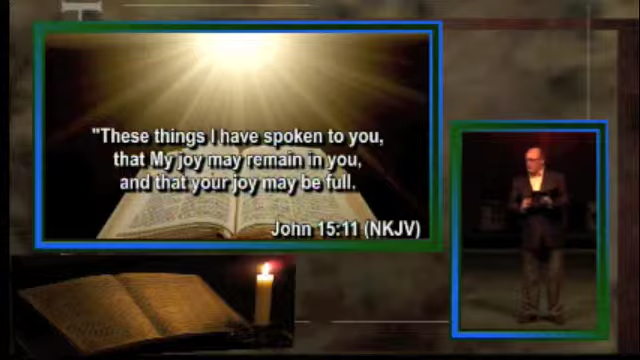 "These things I have spoken to you,
that My joy may remain in you,
and that your joy may be full.
John 15:11 (NKJV)